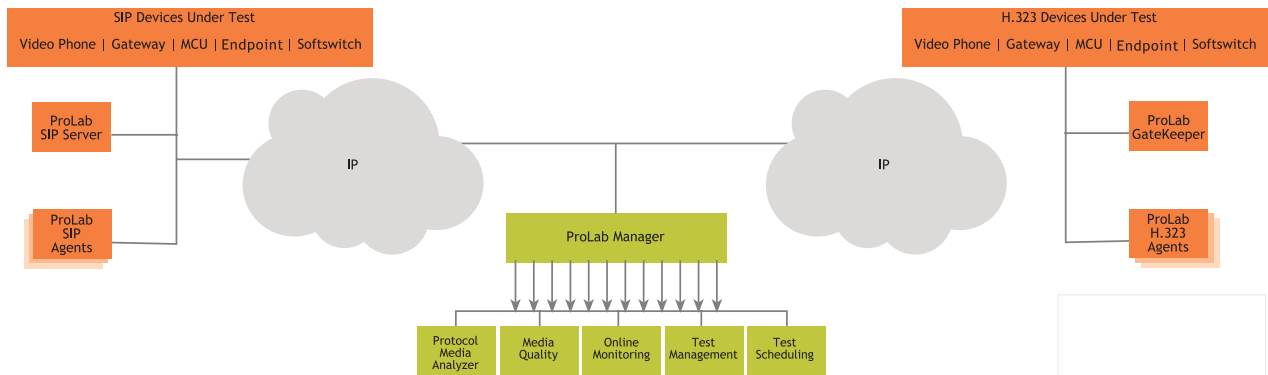 SIP Devices Under Test
Video Phone | Gateway | MCU | Endpoint | Softswitch
H.323 Devices Under Test
Video Phone | Gateway | MCU | Endpoint | Softswitch
ProLab
SIP Server
IP
IP
ProLab
GateKeeper
ProLab
SIP
Agents
ProLab Manager
ProLab
H.323
Agents
Protocol
Media
Analyzer
Media
Quality
Online
Monitoring
Test
Management
Test
Scheduling